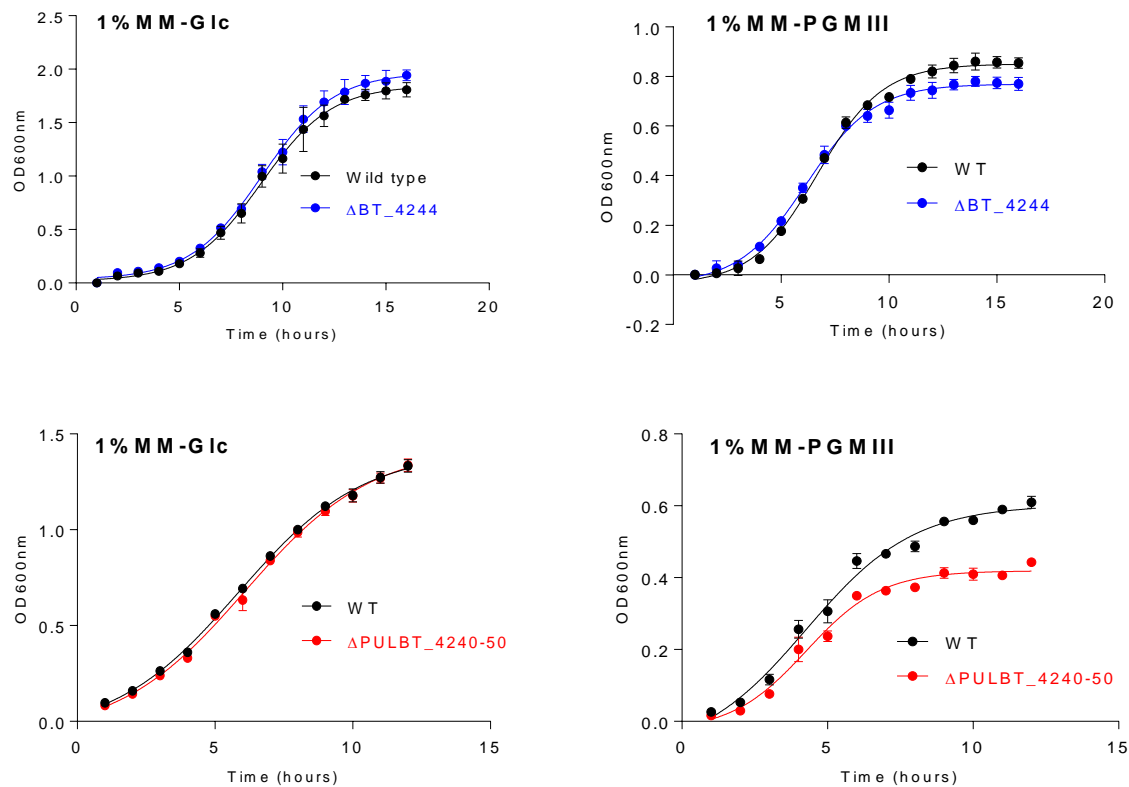 1% MM-Glc
OD600nm
2.5
2.0
1.5
1.0
0.5
0.0
0 5 10 15 20
Time (hours)
Wild type
ΔBT_4244
1% MM-PGMIII
OD600nm
1.0
0.8
0.6
0.4
0.2
0.0
-0.2
0 5 10 15 20
Time (hours)
WT
ΔBT_4244
1% MM-Glc
OD600nm
1.5
1.0
0.5
0.0
0 5 10 15
Time (hours)
WT
ΔPULBT_4240-50
1% MM-PGMIII
OD600nm
0.8
0.6
0.4
0.2
0.0
0 5 10 15
Time (hours)
WT
ΔPULBT_4240-50